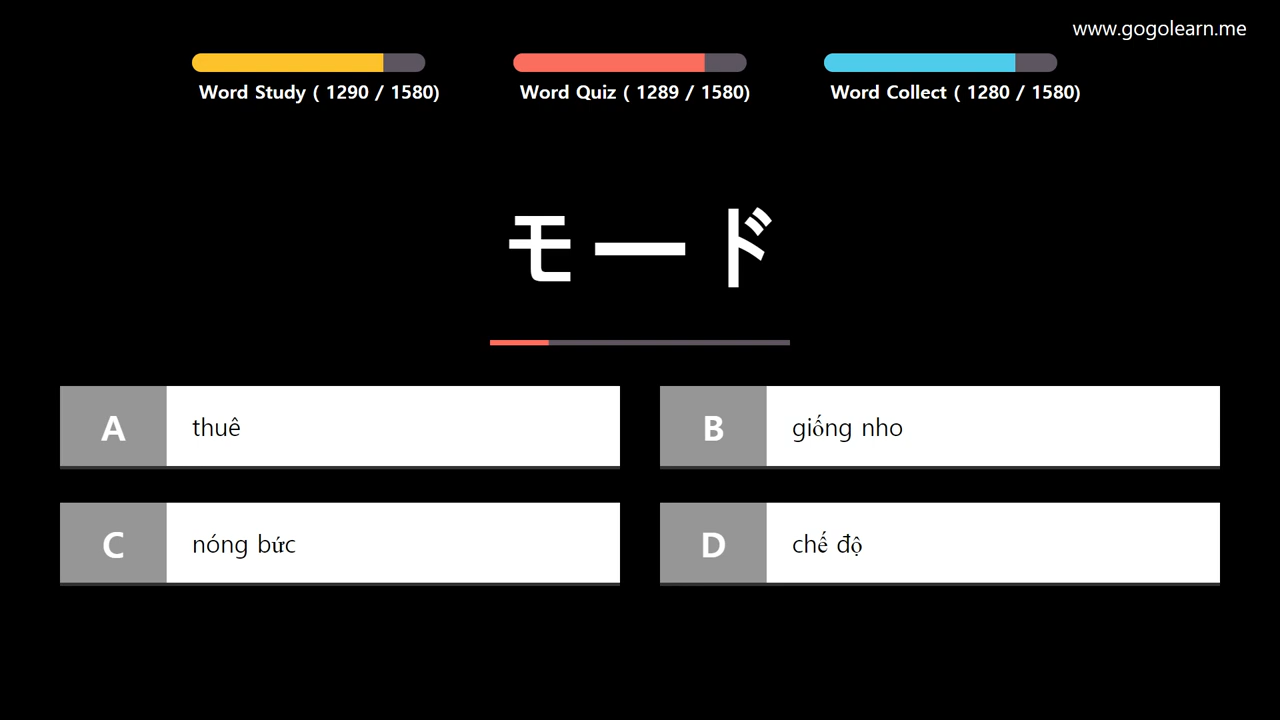 www.gogolearn.me
Word Study ( 1290 / 1580)
Word Quiz ( 1289 / 1580)
Word Collect ( 1280 / 1580)
モード
A thuê
B giống nho
C nóng bức
D chế độ